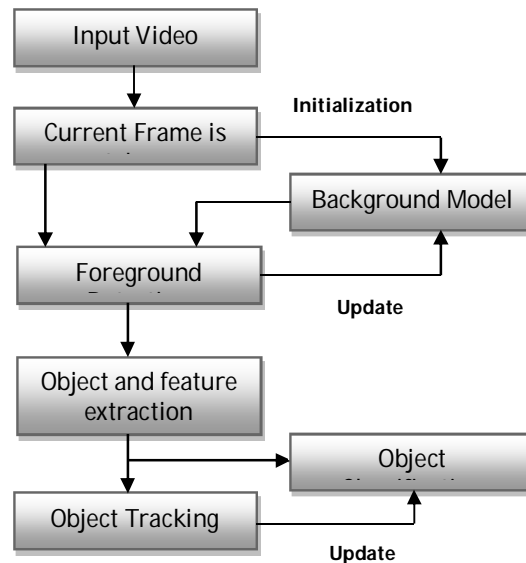 Input Video
Initialization
Current Frame is
Background Model
Foreground
Update
Object and feature
extraction
Object
Object Tracking
Update